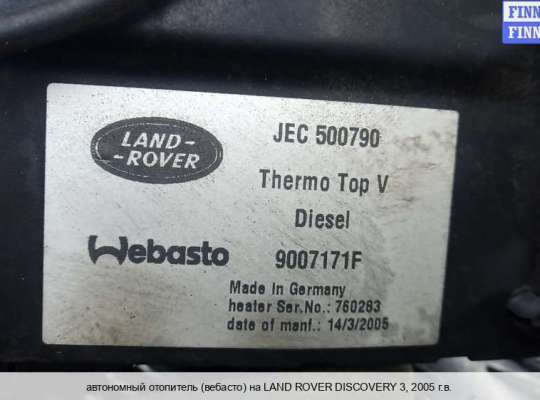 FINN
FINN
LAND-
-ROVER
JEC 500790
Thermo Top V
Diesel
Webasto
9007171F
Made in Germany
heater Ser.No.: 760283
date of manf.: 14/3/2005
автономный отопитель (вебасто) на LAND ROVER DISCOVERY 3, 2005 г.в.